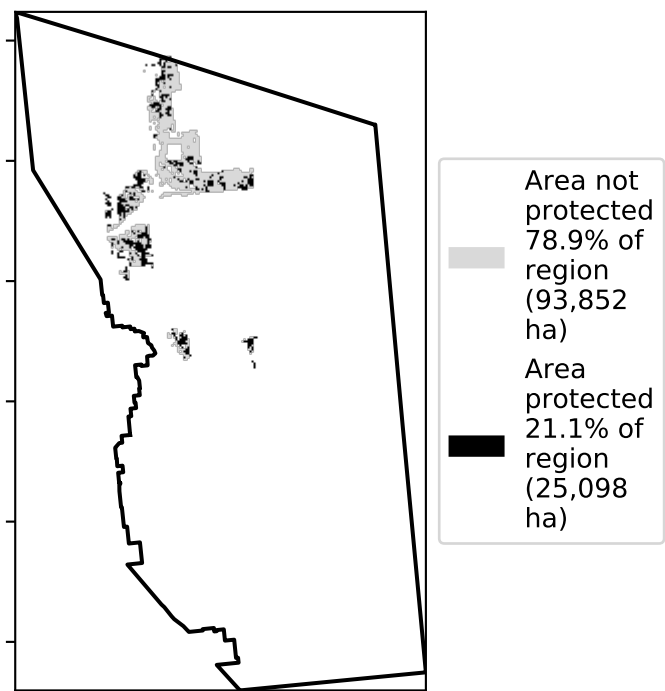 Area not
protected
78.9% of
region
(93,852
ha)
Area
protected
21.1% of
region
(25,098
ha)